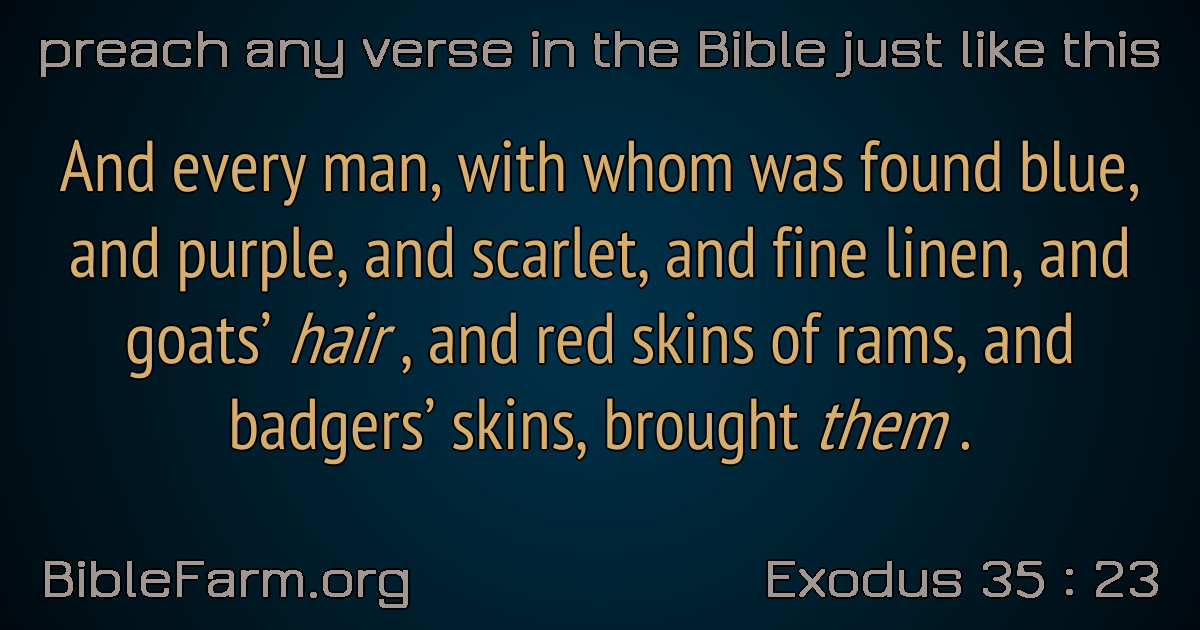 preach any verse in the Bible just like this
And every man, with whom was found blue,
and purple, and scarlet, and fine linen, and
goats’ hair , and red skins of rams, and
badgers’ skins, brought them .
BibleFarm.org
Exodus 35 : 23